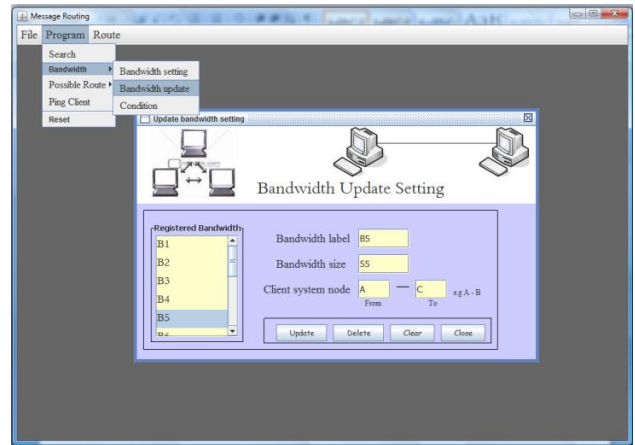 Message Routing
File Program Route
Search
Bandwidth
Possible Route
Ping Client
Reset
Bandwidth setting
Bandwidth update
Condition
Update bandwidth setting
Bandwidth Update Setting
Registered Bandwidth
B1
B2
B3
B4
B5
Bandwidth label B5
Bandwidth size 55
Client system node A — C e.g A - B
From To
Update Delete Clear Close